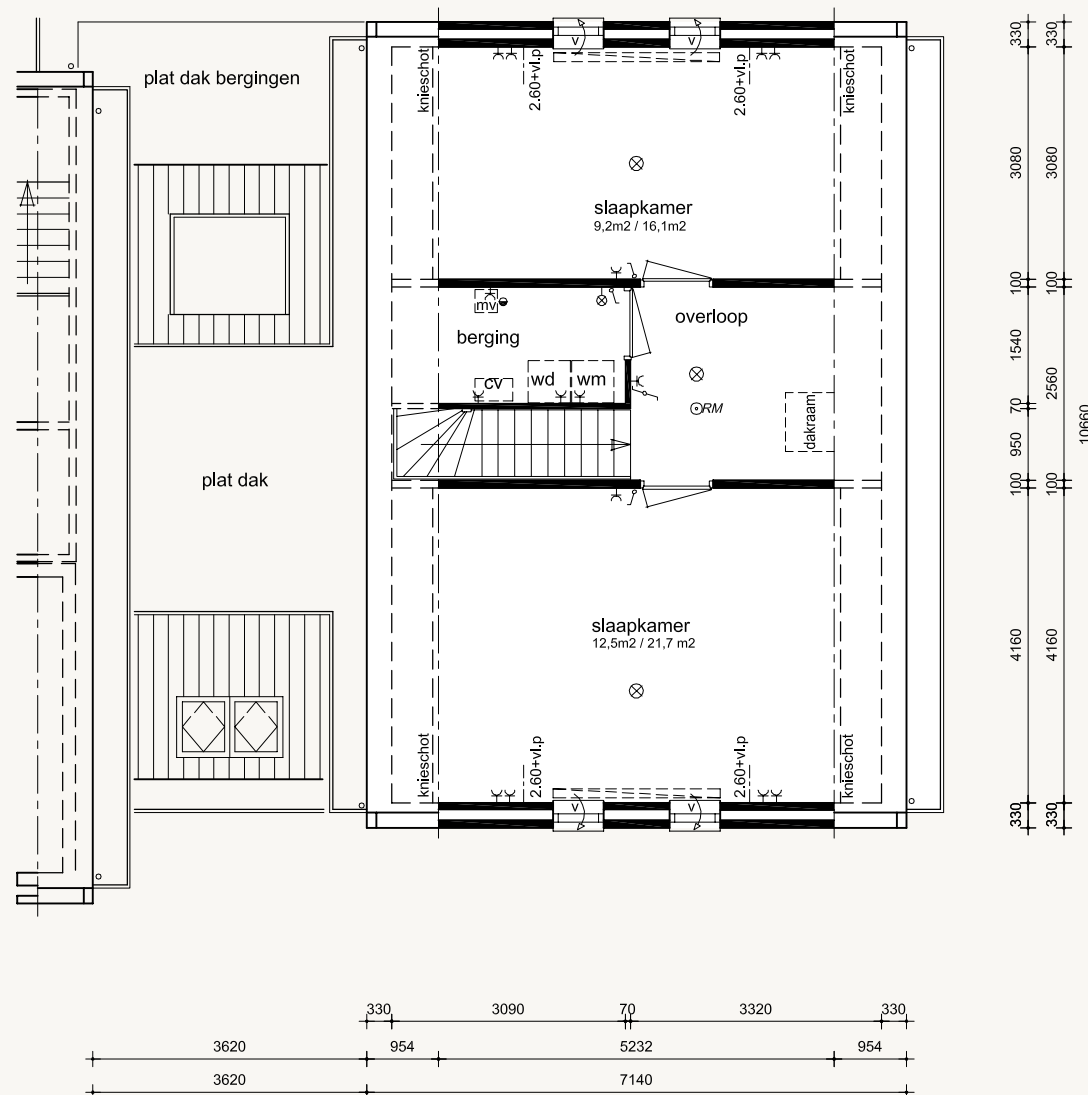 plat dak bergingen
knieschot
2.60+vl.p
V
V
2.60+vl.p
knieschot
slaapkamer
9,2m2 / 16,1m2
mv
berging
overloop
cv
wd
wm
RM
dakraam
plat dak
slaapkamer
12,5m2 / 21,7 m2
knieschot
2.60+vl.p
V
V
2.60+vl.p
knieschot
330
3080
100
1540
70
950
100
4160
330
330
3080
100
2560
100
4160
330
10660
330
3090
70
3320
330
3620
954
5232
954
3620
7140